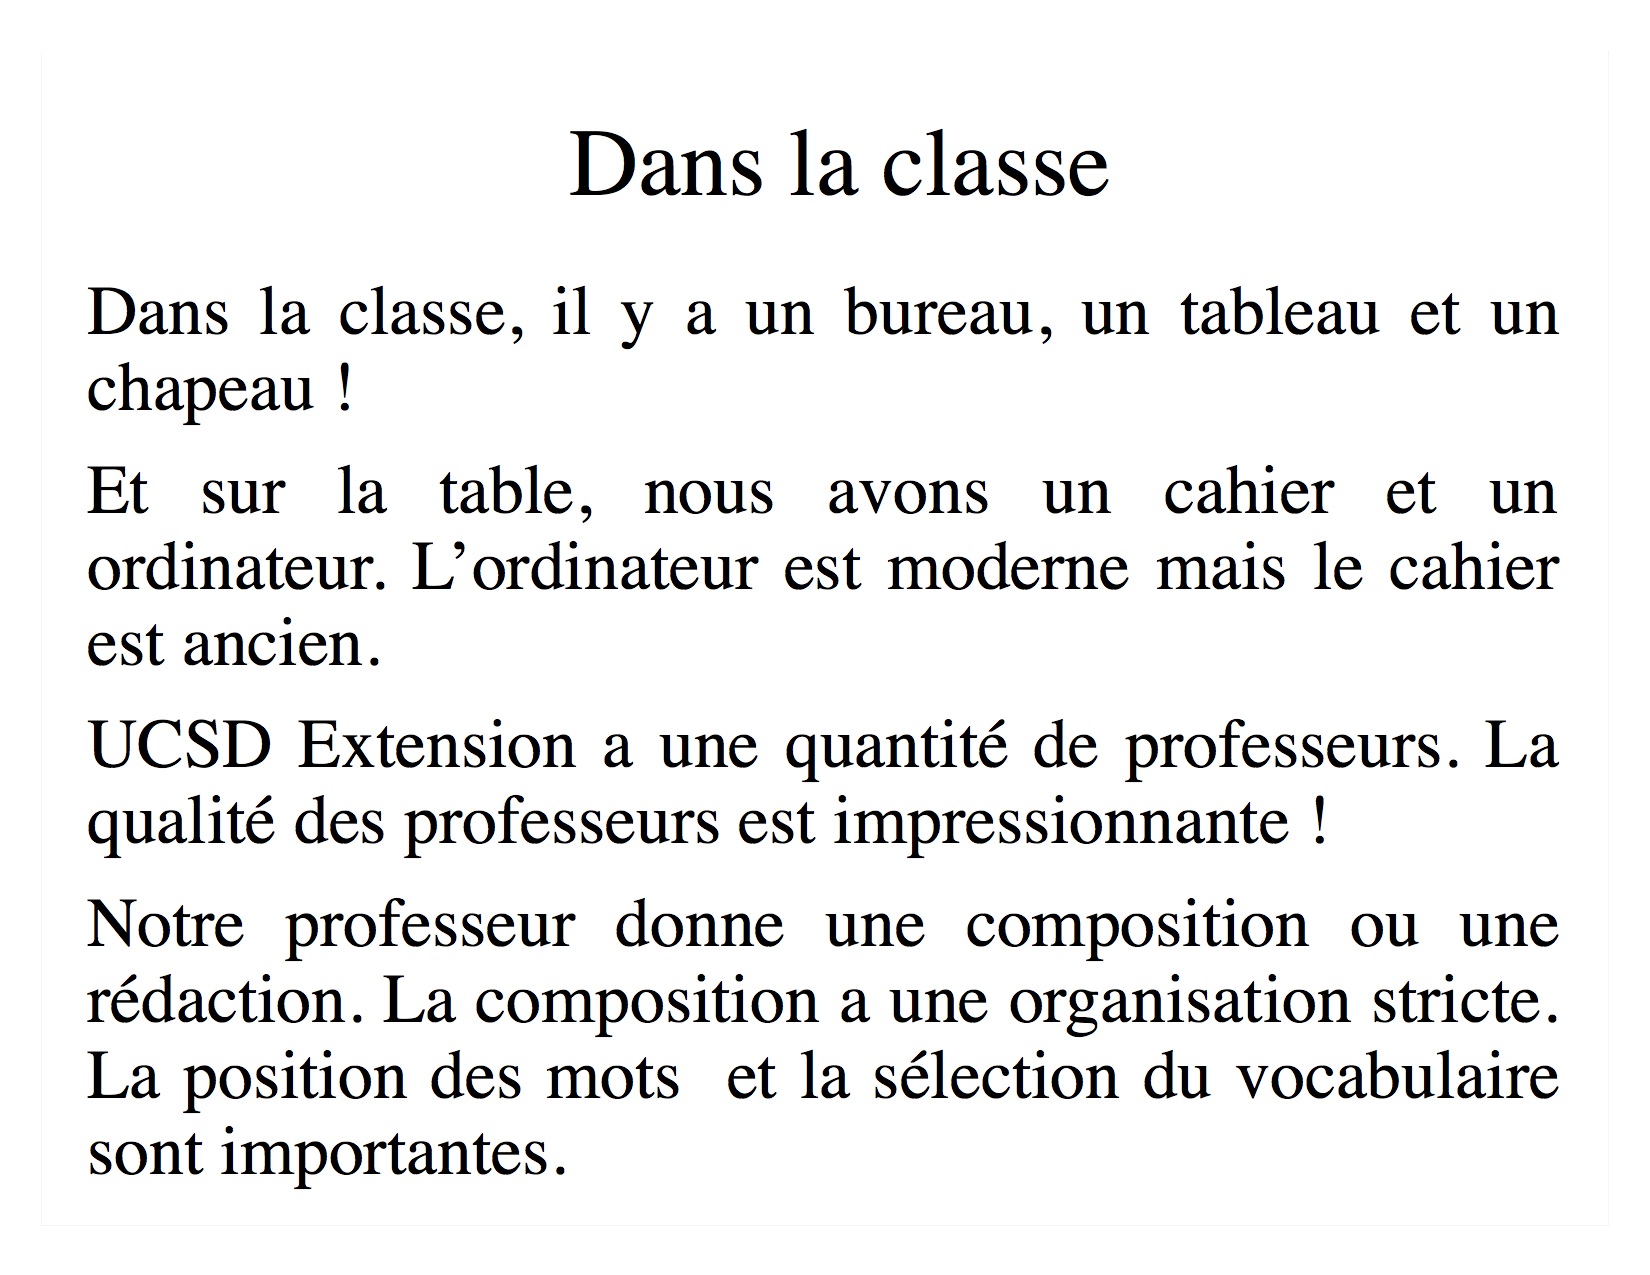 Dans la classe
Dans la classe, il y a un bureau, un tableau et un
chapeau !
Et sur la table, nous avons un cahier et un
ordinateur. L’ordinateur est moderne mais le cahier
est ancien.
UCSD Extension a une quantité de professeurs. La
qualité des professeurs est impressionnante !
Notre professeur donne une composition ou une
rédaction. La composition a une organisation stricte.
La position des mots  et la sélection du vocabulaire
sont importantes.